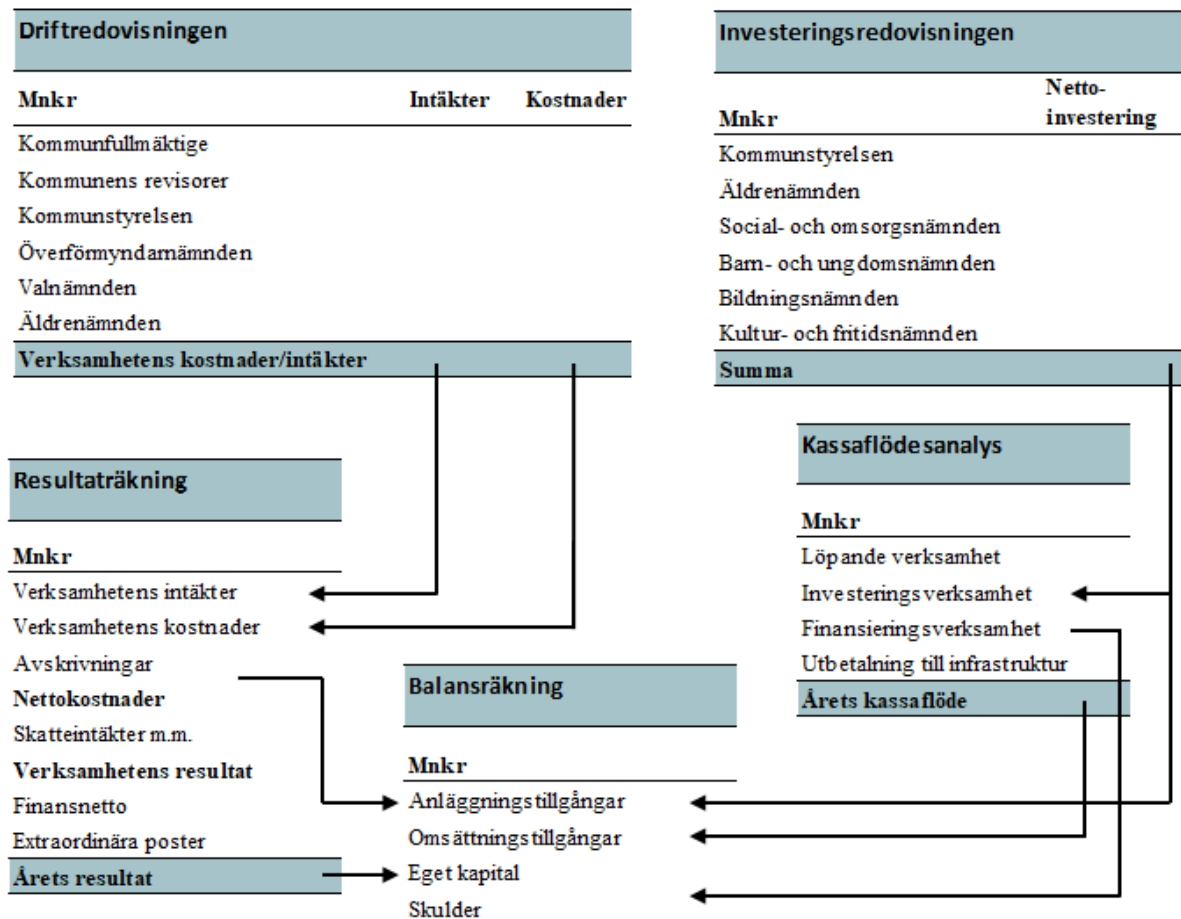 Driftredovisningen
Mnkr Intäkter Kostnader
Kommunfullmäktige
Kommunens revisorer
Kommunstyrelsen
Överförmyndarnämnden
Valnämnden
Äldrenämnden
Verksamhetens kostnader/intäkter
Investeringsredovisningen
Netto-
Mnkr investering
Kommunstyrelsen
Äldrenämnden
Social- och omsorgsnämnden
Barn- och ungdomsnämnden
Bildningsnämnden
Kultur- och fritidsnämnden
Summa
Resultaträkning
Mnkr
Verksamhetens intäkter
Verksamhetens kostnader
Avskrivningar
Nettokostnader
Skatteintäkter m.m.
Verksamhetens resultat
Finansnetto
Extraordinära poster
Årets resultat
Kassaflödesanalys
Mnkr
Löpande verksamhet
Investeringsverksamhet
Finansieringsverksamhet
Utbetalning till infrastruktur
Årets kassaflöde
Balansräkning
Mnkr
Anläggningstillgångar
Omsättningstillgångar
Eget kapital
Skulder